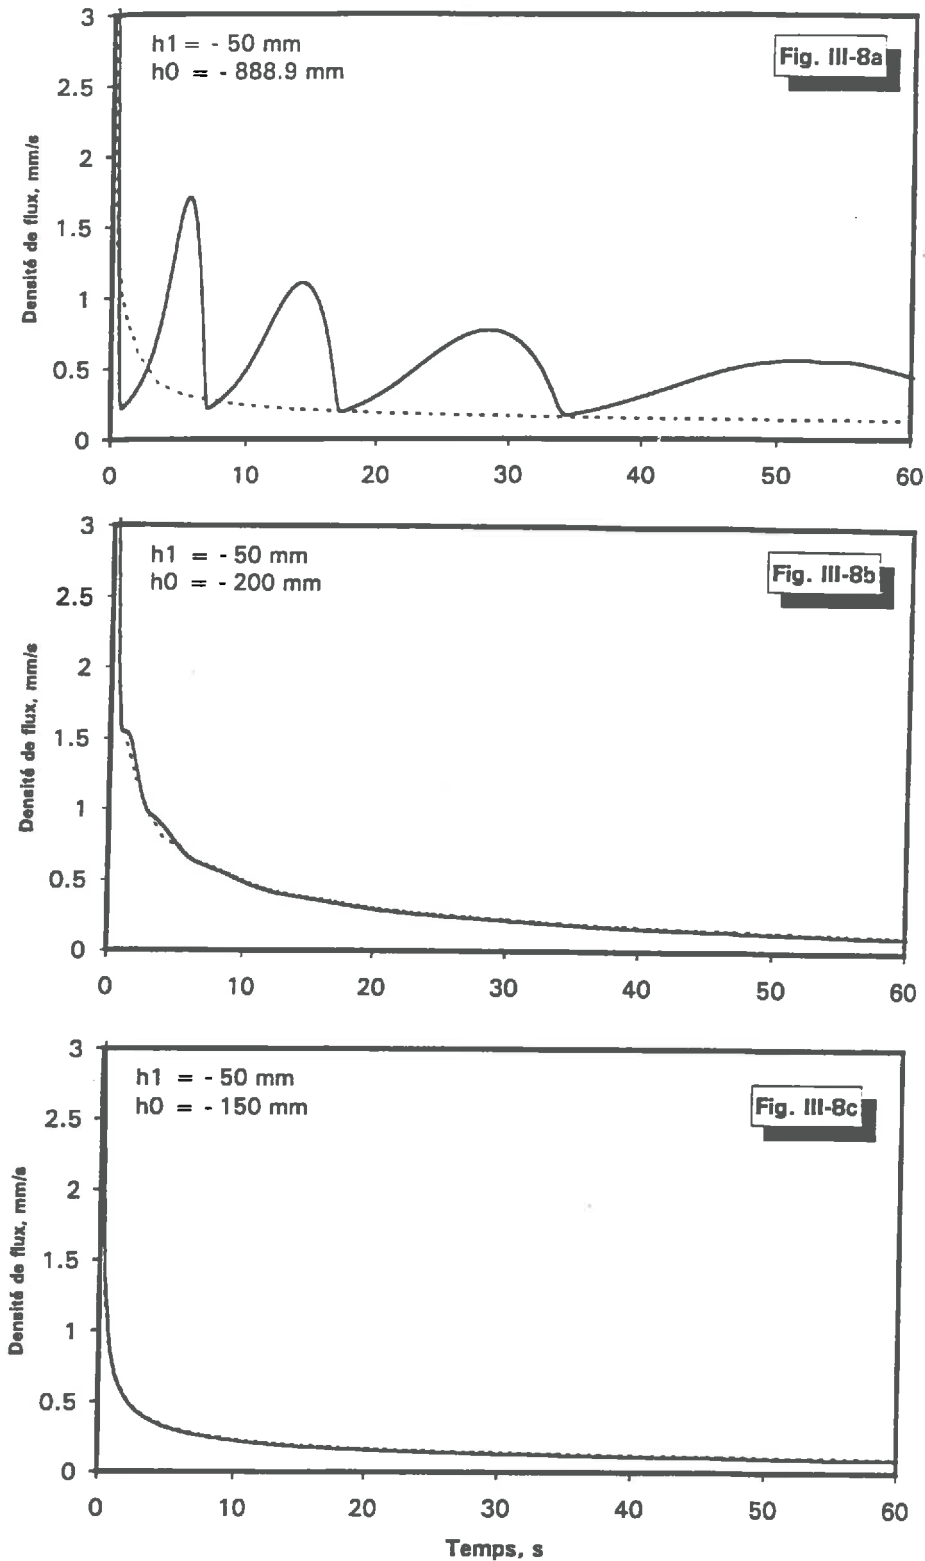 3
h1 = - 50 mm
h0 = - 888.9 mm
Fig. III-8a
2.5
2
1.5
1
0.5
0
Densité de flux, mm/s
0 10 20 30 40 50 60
3
h1 = - 50 mm
h0 = - 200 mm
Fig. III-8b
2.5
2
1.5
1
0.5
0
Densité de flux, mm/s
0 10 20 30 40 50 60
3
h1 = - 50 mm
h0 = - 150 mm
Fig. III-8c
2.5
2
1.5
1
0.5
0
Densité de flux, mm/s
0 10 20 30 40 50 60
Temps, s